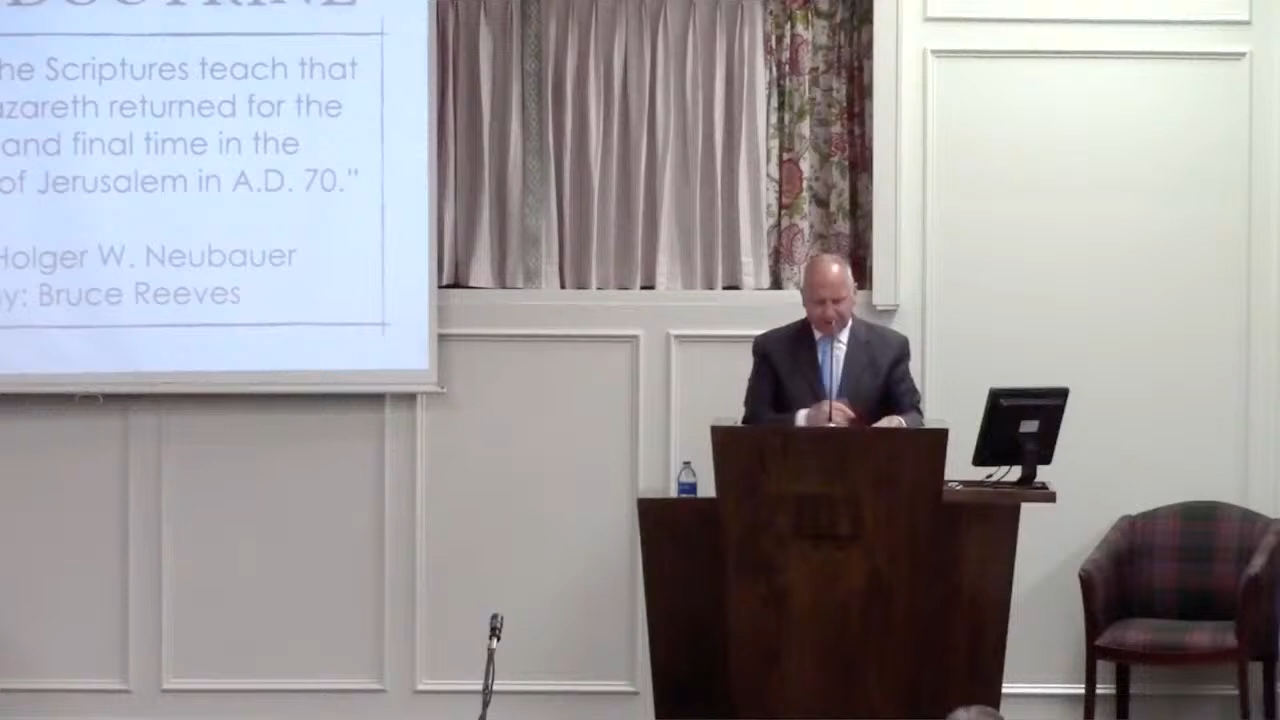 DOCTRINE
he Scriptures teach that
azareth returned for the
and final time in the
of Jerusalem in A.D. 70."
Holger W. Neubauer
y: Bruce Reeves